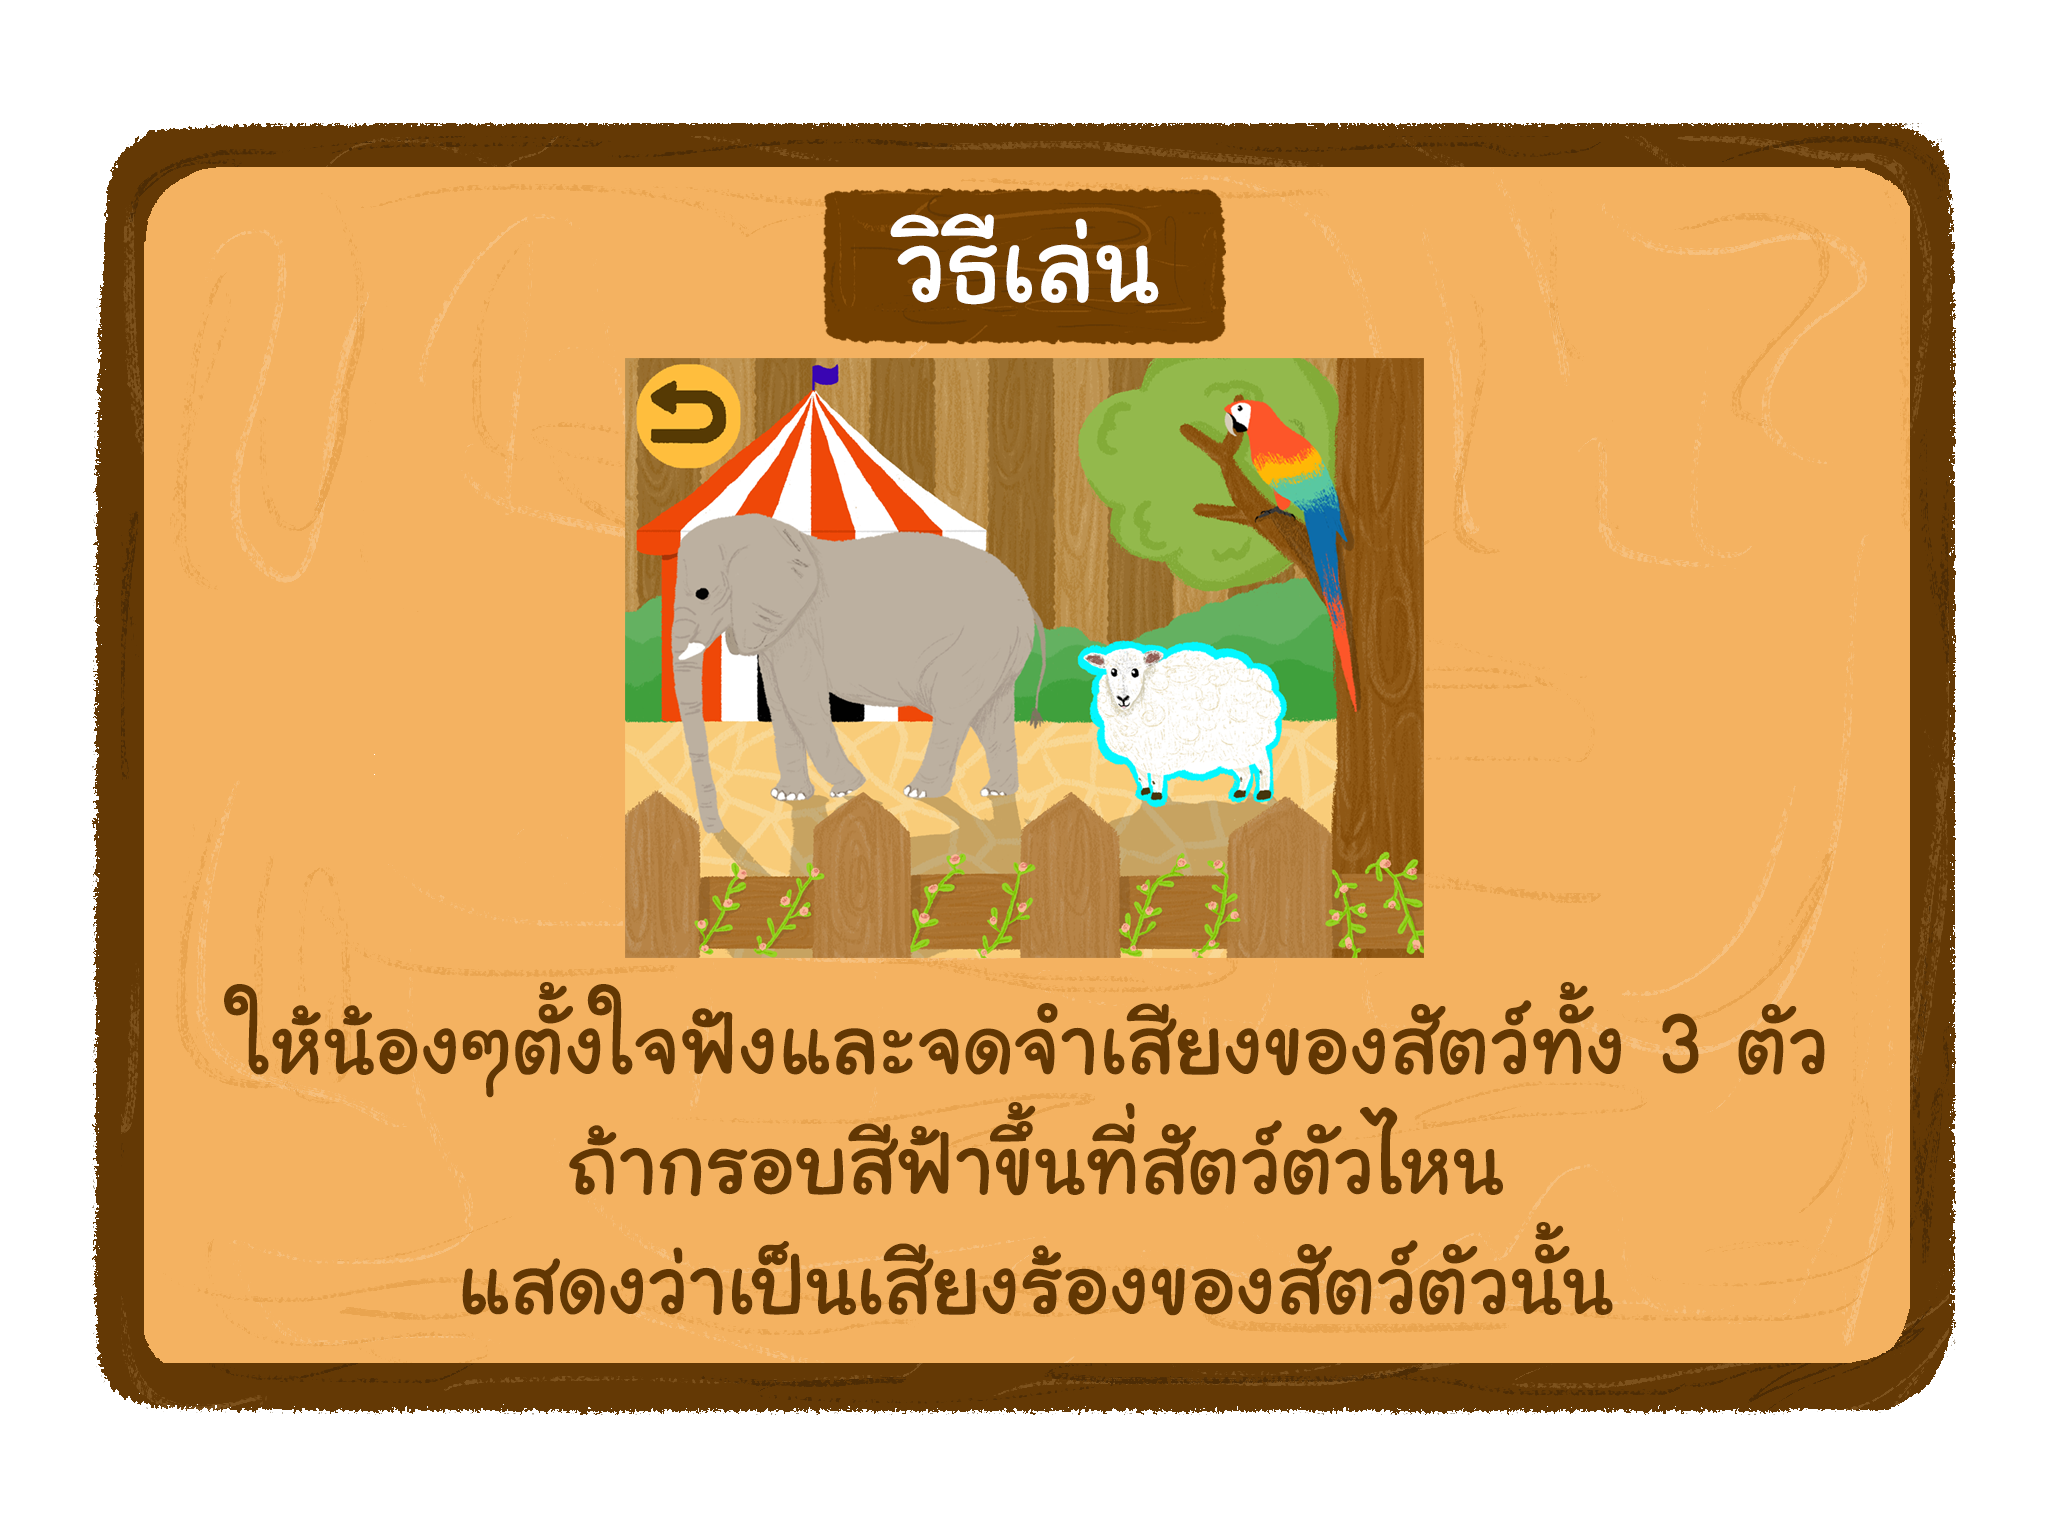 วิธีเล่น
ให้น้องๆตั้งใจฟังและจดจำเสียงของสัตว์ทั้ง 3 ตัว
ถ้ากรอบสีฟ้าขึ้นที่สัตว์ตัวไหน
แสดงว่าเป็นเสียงร้องของสัตว์ตัวนั้น